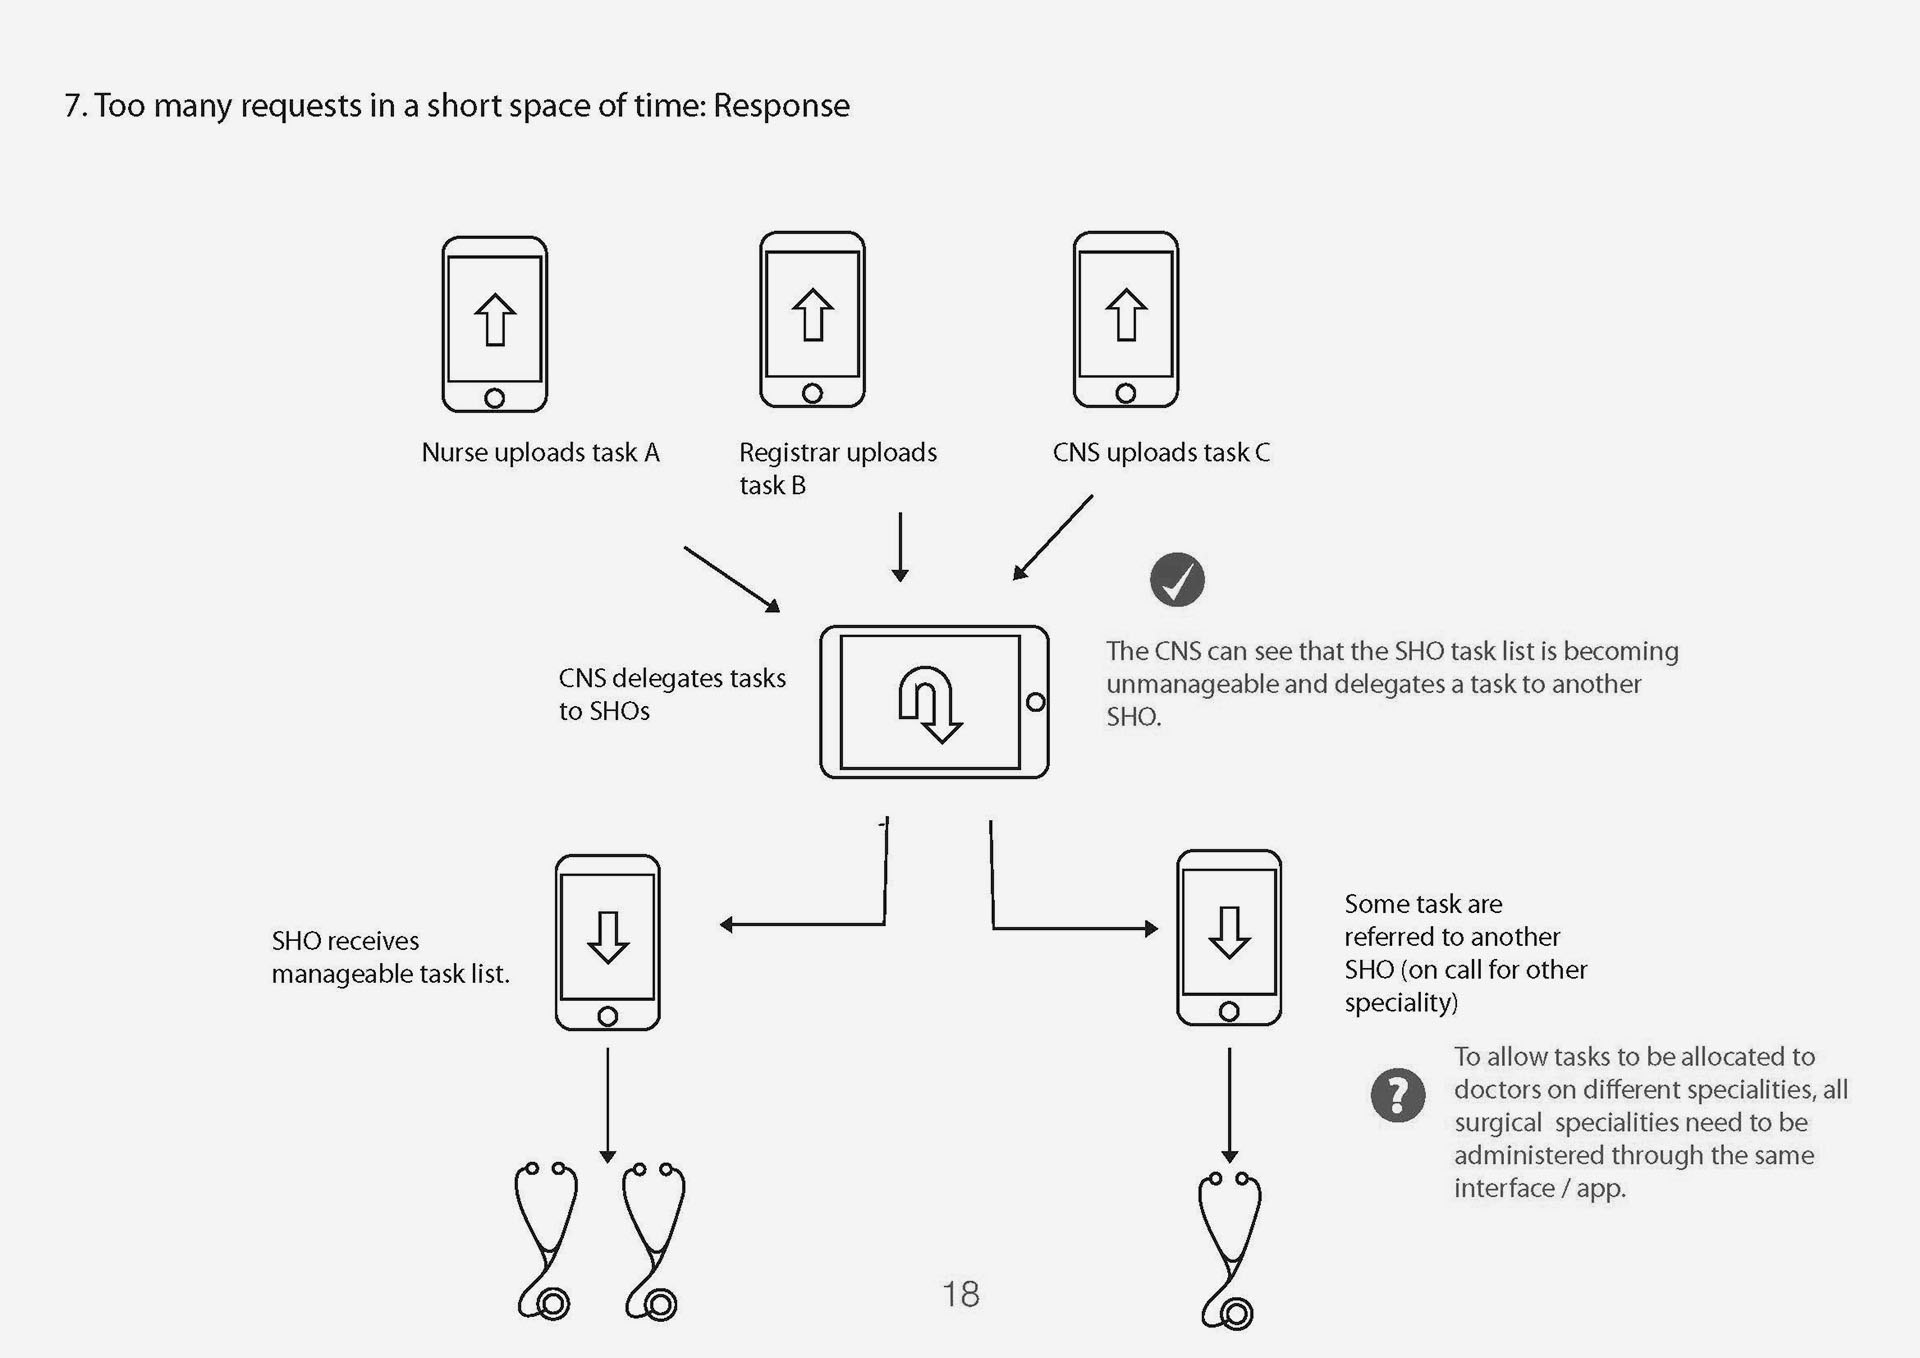 7. Too many requests in a short space of time: Response
Nurse uploads task A
Registrar uploads
task B
CNS uploads task C
CNS delegates tasks
to SHOs
The CNS can see that the SHO task list is becoming
unmanageable and delegates a task to another
SHO.
SHO receives
manageable task list.
Some task are
referred to another
SHO (on call for other
speciality)
?
To allow tasks to be allocated to
doctors on different specialities, all
surgical specialities need to be
administered through the same
interface / app.
18